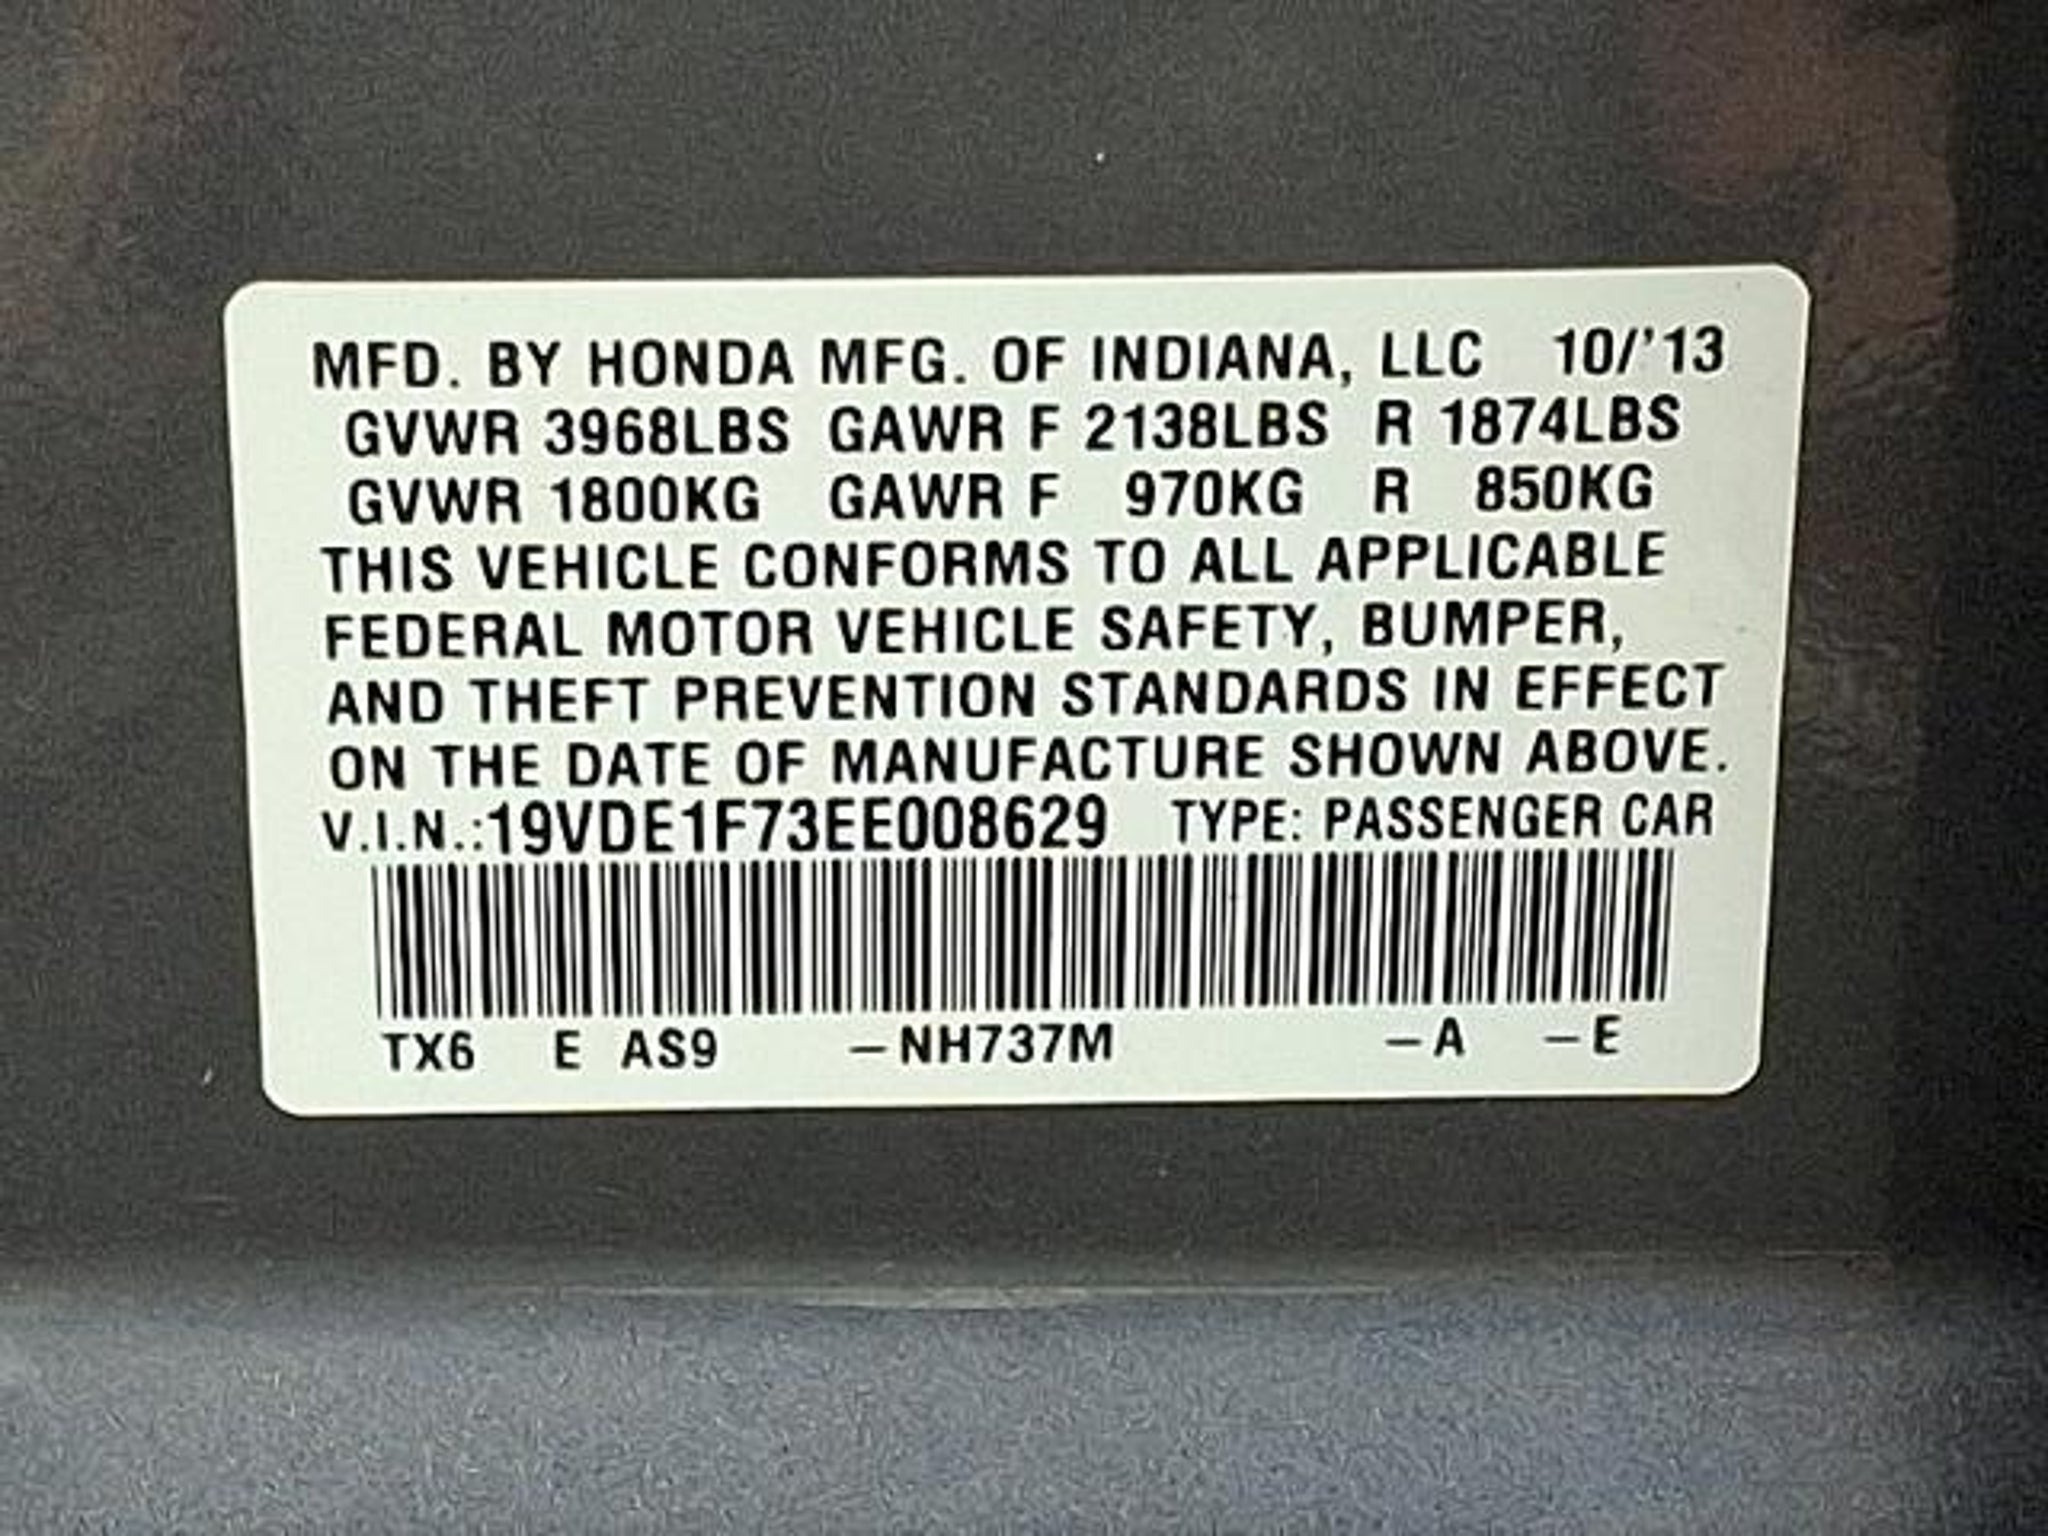 MFD. BY HONDA MFG. OF INDIANA, LLC 10/'13
GVWR 3968LBS GAWR F 2138LBS R 1874LBS
GVWR 1800KG GAWR F 970KG R 850KG
THIS VEHICLE CONFORMS TO ALL APPLICABLE
FEDERAL MOTOR VEHICLE SAFETY, BUMPER,
AND THEFT PREVENTION STANDARDS IN EFFECT
ON THE DATE OF MANUFACTURE SHOWN ABOVE.
V.I.N.:19VDE1F73EE008629 TYPE: PASSENGER CAR
TX6 E AS9 –NH737M –A –E